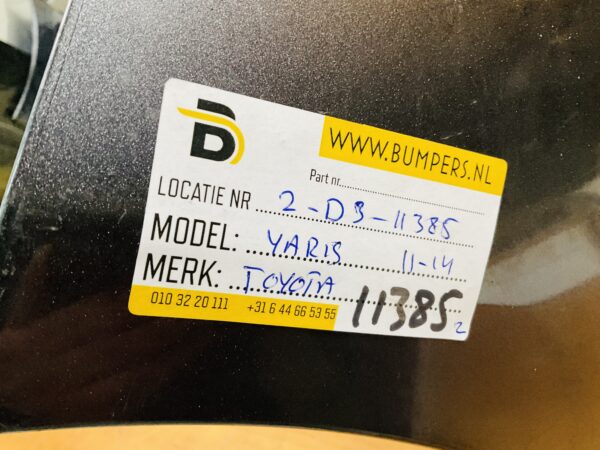 WWW.BUMPERS.NL
Part nr.
LOCATIE NR 2-D3-11385
MODEL: YARIS 11-14
MERK: TOYOTA
010 32 20 111 +31 6 44 66 53 55
11385 2